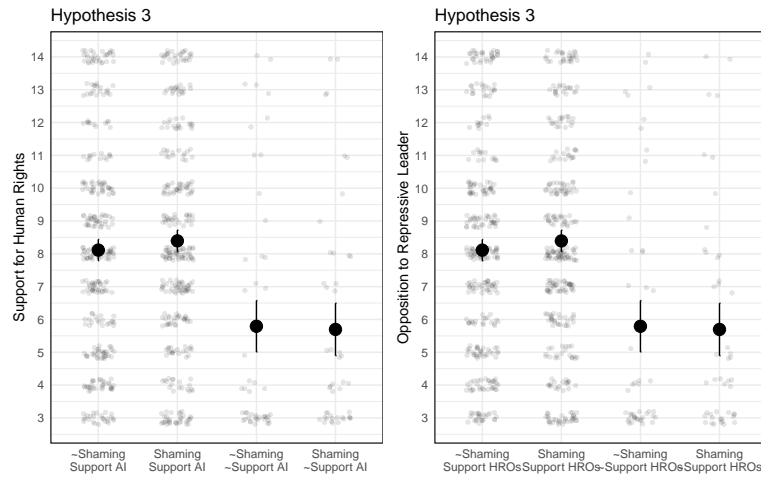 Hypothesis 3
Support for Human Rights
14
13
12
11
10
9
8
7
6
5
4
3
~Shaming
Support AI
Shaming
Support AI
~Shaming
~Support AI
Shaming
~Support AI
Hypothesis 3
Opposition to Repressive Leader
14
13
12
11
10
9
8
7
6
5
4
3
~Shaming
Support HROs
Shaming
Support HROs
~Shaming
~Support HROs
Shaming
~Support HROs